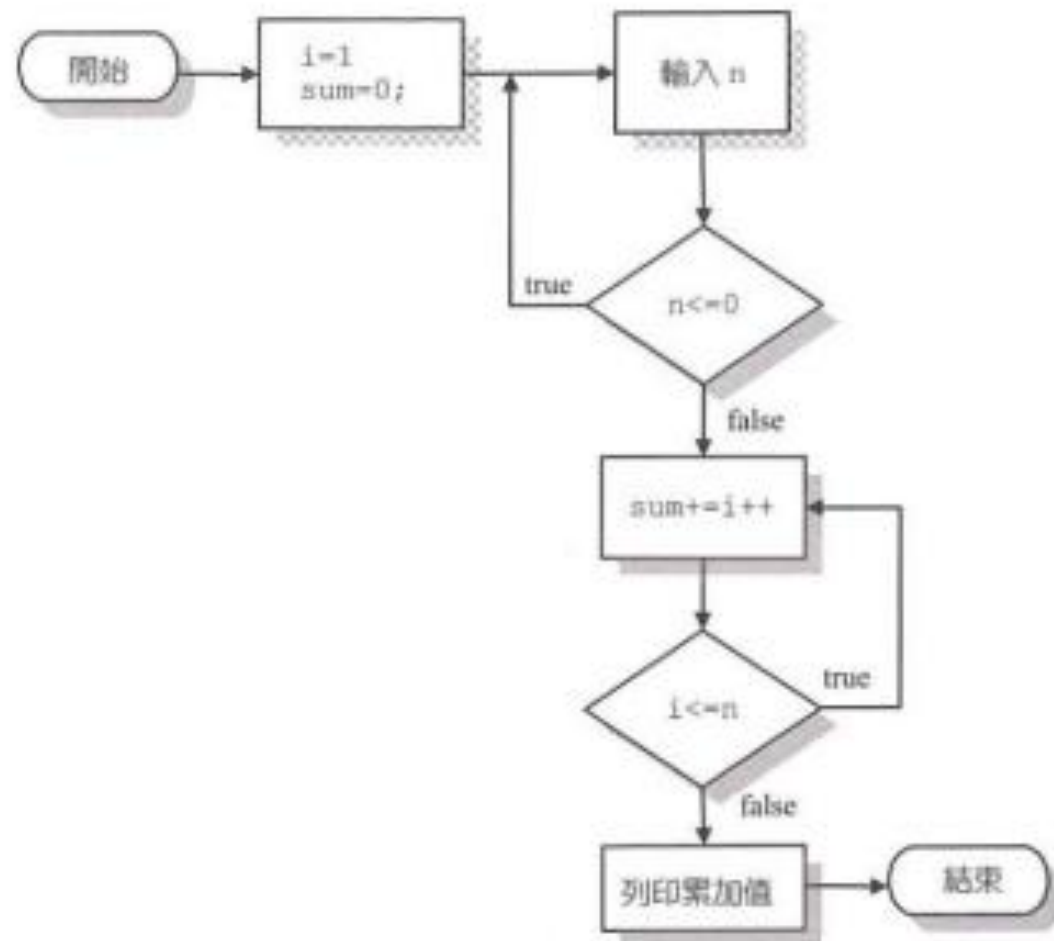 開始
i=1
sum=0;
輸入 n
true
n<=0
false
sum+=i++
true
i<=n
false
列印累加值
結束